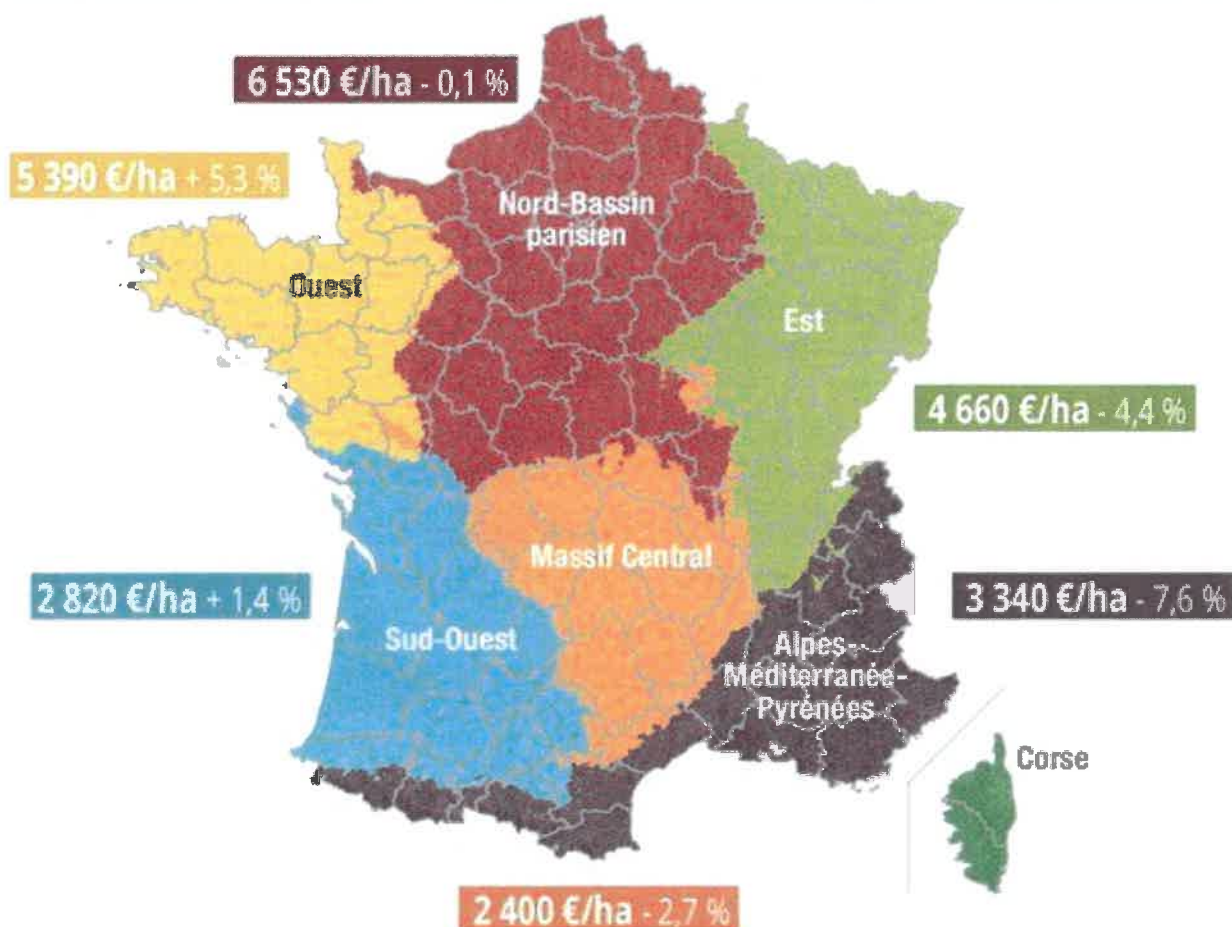 6 530 €/ha - 0,1 %
5 390 €/ha + 5,3 %
Nord-Bassin
parisien
Ouest
Est
4 660 €/ha - 4,4 %
Massif Central
2 820 €/ha + 1,4 %
3 340 €/ha - 7,6 %
Sud-Ouest
Alpes-
Méditerranée-
Pyrénées
Corse
2 400 €/ha - 2,7 %